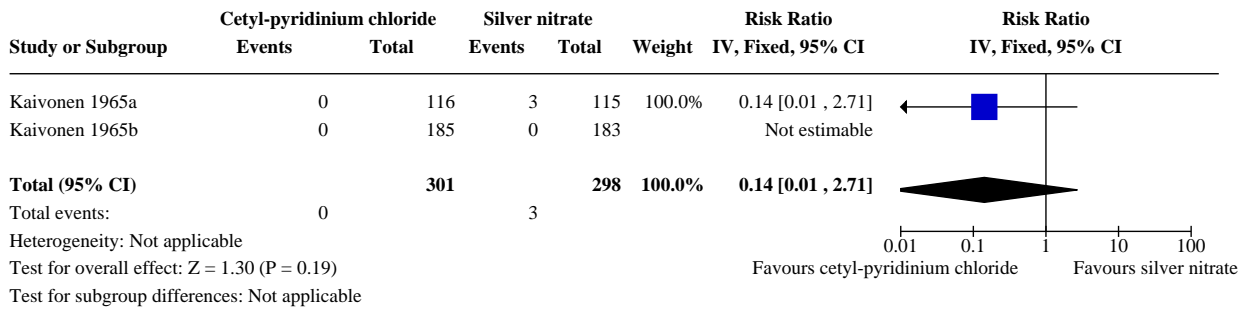 Cetyl-pyridinium chloride Silver nitrate Risk Ratio Risk Ratio
Study or Subgroup Events Total Events Total Weight IV, Fixed, 95% CI IV, Fixed, 95% CI
Kaivonen 1965a 0 116 3 115 100.0% 0.14 [0.01 , 2.71]
Kaivonen 1965b 0 185 0 183 Not estimable
Total (95% CI) 301 298 100.0% 0.14 [0.01 , 2.71]
Total events: 0 3
Heterogeneity: Not applicable
0.01 0.1 1 10 100
Test for overall effect: Z = 1.30 (P = 0.19)
Favours cetyl-pyridinium chloride Favours silver nitrate
Test for subgroup differences: Not applicable